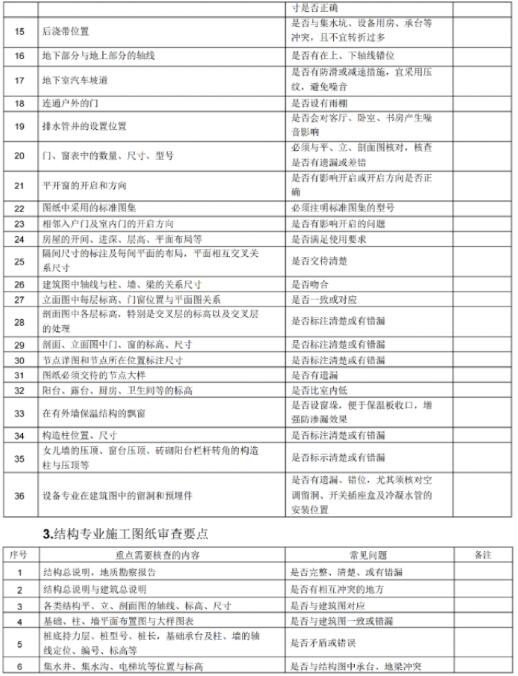 寸是否正确
15 后浇带位置 是否与集水坑、设备用房、承台等
冲突，且不宜转折过多
16 地下部分与地上部分的轴线 是否有在上、下轴线错位
17 地下室汽车坡道 是否有防滑或减速措施，宜采用压
纹，避免噪音
18 连通户外的门 是否设有雨棚
19 排水管井的设置位置 是否会对客厅、卧室、书房产生噪
音影响
20 门、窗表中的数量、尺寸、型号 必须与平、立、剖面图核对，核查
是否有遗漏或差错
21 平开窗的开启和方向 是否有影响开启或开启方向是否正
确
22 图纸中采用的标准图集 必须注明标准图集的型号
23 相邻入户门及室内门的开启方向 是否有影响开启的问题
24 房屋的开间、进深、层高、平面布局等 是否满足使用要求
25 隔间尺寸的标注及每间平面的布局，平面相互交叉关
系尺寸 是否交待清楚
26 建筑图中轴线与柱、墙、梁的关系尺寸 是否吻合
27 立面图中每层标高、门窗位置与平面图关系 是否一致或对应
28 剖面图中各层标高，特别是交叉层的标高以及交叉层
的处理 是否标注清楚或有错漏
29 剖面、立面图中门、窗的标高、尺寸 是否标注清楚或有错漏
30 节点详图和节点所在位置标注尺寸 是否标注清楚或有错漏
31 图纸必须交待的节点大样 是否有遗漏
32 阳台、露台、厨房、卫生间等的标高 是否比室内低
33 在有外墙保温结构的飘窗 是否设窗垛，便于保温板收口，增
强防渗漏效果
34 构造柱位置、尺寸 是否标注清楚或有错漏
35 女儿墙的压顶、窗台压顶、砖砌阳台栏杆转角的构造
柱与压顶等 是否标示清楚或有错漏
36 设备专业在建筑图中的留洞和预埋件 是否有遗漏、错位，尤其须核对空
调留洞、开关插座盒及冷凝水管的
安装位置
3.结构专业施工图纸审查要点
序号 重点需要核查的内容 常见问题 备注
1 结构总说明，地质勘察报告 是否完整、清楚、或有错漏
2 结构总说明与建筑总说明 是否有相互冲突的地方
3 各类结构平、立、剖面图的轴线、标高、尺寸 是否与建筑图对应
4 基础、柱、墙平面布置图与大样图表 是否与建筑图一致或错漏
5 桩底持力层、桩型号、桩长，基础承台及柱、墙的轴
线定位、编号、标高等 是否矛盾或错误
6 集水井、集水沟、电梯坑等位置与标高 是否与结构图中承台、地梁冲突